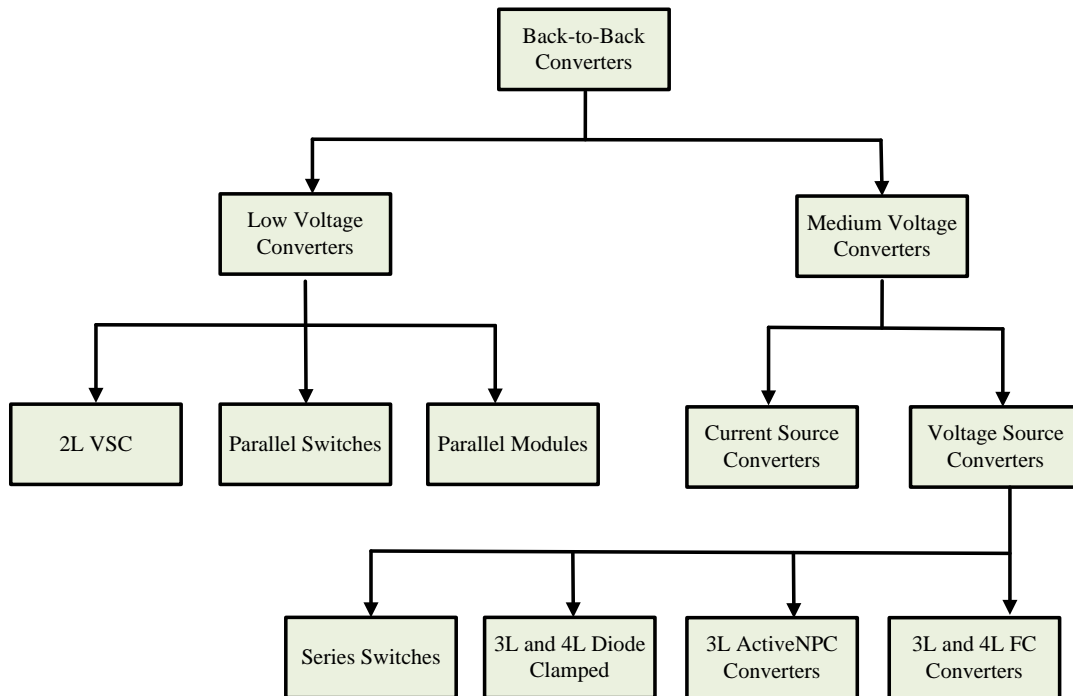 Back-to-Back
Converters
Low Voltage
Converters
Medium Voltage
Converters
2L VSC
Parallel Switches
Parallel Modules
Current Source
Converters
Voltage Source
Converters
Series Switches
3L and 4L Diode
Clamped
3L ActiveNPC
Converters
3L and 4L FC
Converters